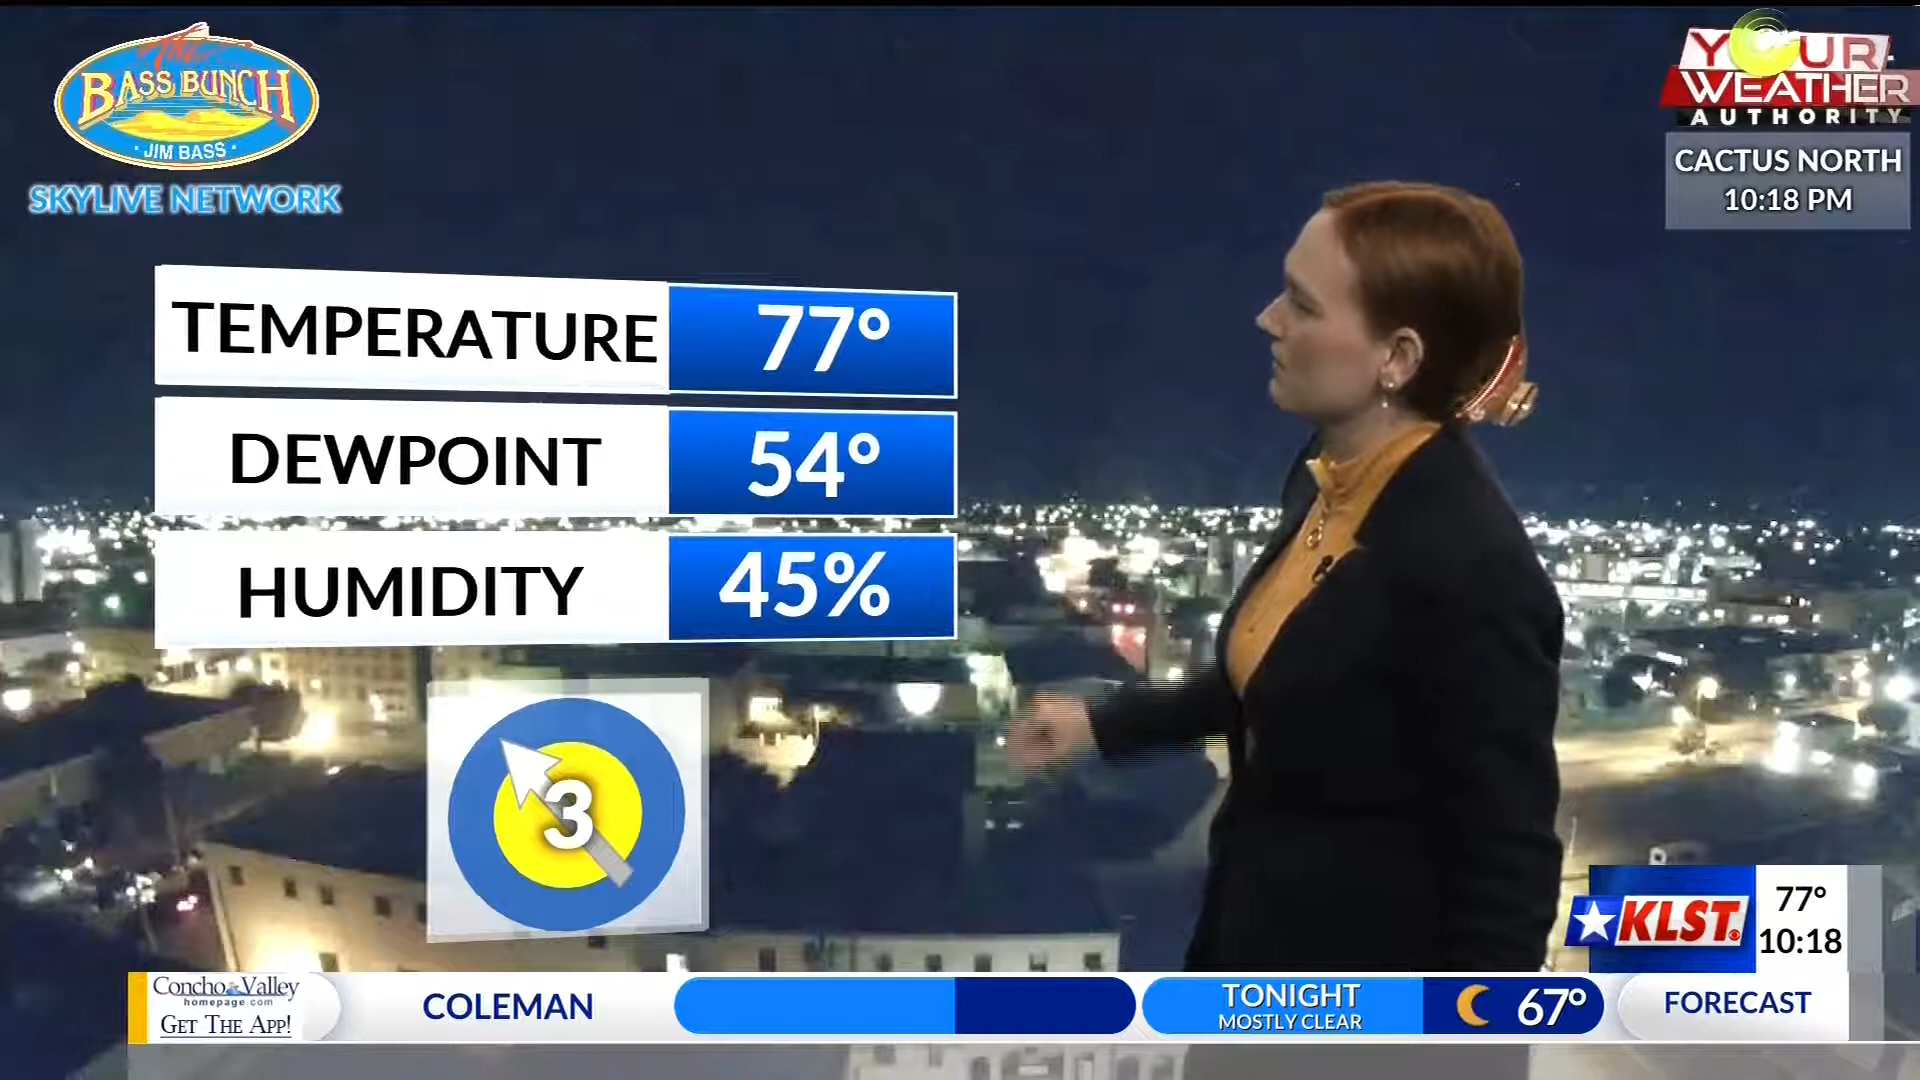 The
BASS BUNCH
· JIM BASS ·
SKYLIVE NETWORK
YOUR
WEATHER
AUTHORITY
CACTUS NORTH
10:18 PM
TEMPERATURE 77°
DEWPOINT 54°
HUMIDITY 45%
3
KLST
77°
10:18
Concho Valley
homepage.com
GET THE APP!
COLEMAN
TONIGHT
MOSTLY CLEAR
67°
FORECAST